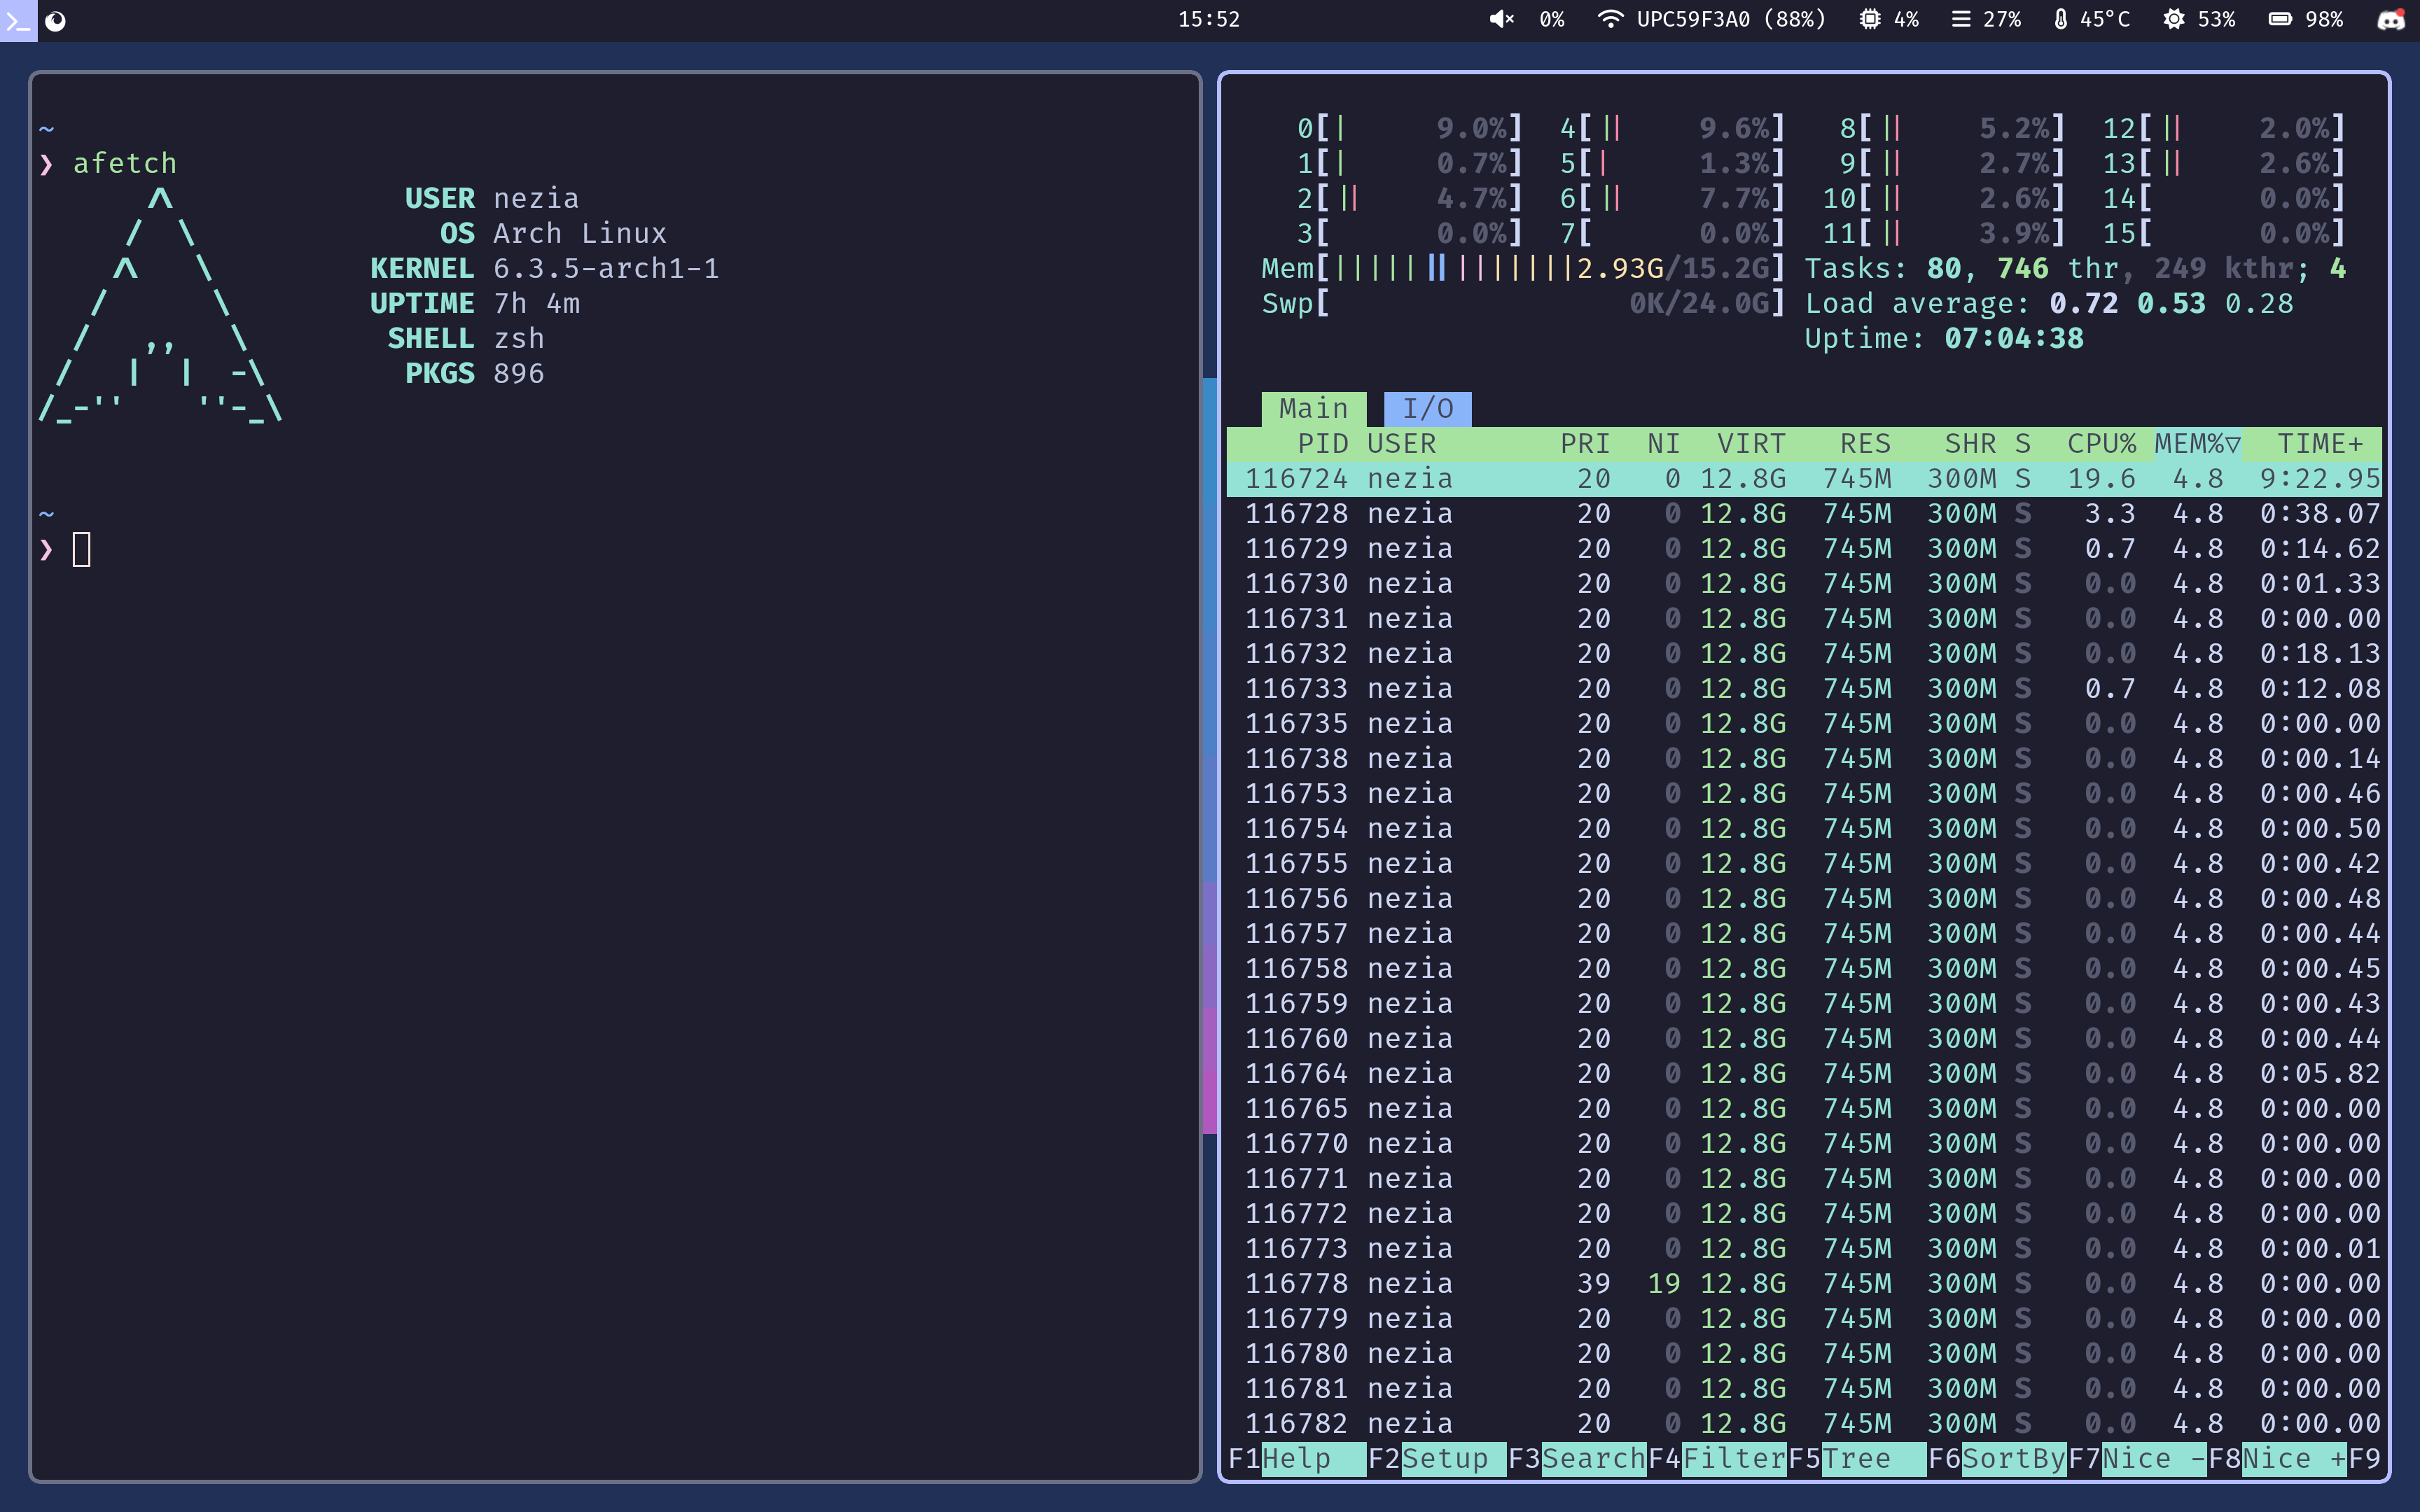 15:52 0% UPC59F3A0 (88%) 4% 27% 45°C 53% 98%
~
❯ afetch
USER nezia
OS Arch Linux
KERNEL 6.3.5-arch1-1
UPTIME 7h 4m
SHELL zsh
PKGS 896
~
❯
0[| 9.0%] 4[|| 9.6%] 8[|| 5.2%] 12[|| 2.0%]
1[| 0.7%] 5[| 1.3%] 9[|| 2.7%] 13[|| 2.6%]
2[|| 4.7%] 6[|| 7.7%] 10[|| 2.6%] 14[ 0.0%]
3[ 0.0%] 7[ 0.0%] 11[|| 3.9%] 15[ 0.0%]
Mem[||||||||||||||2.93G/15.2G] Tasks: 80, 746 thr, 249 kthr; 4
Swp[ 0K/24.0G] Load average: 0.72 0.53 0.28
Uptime: 07:04:38
Main I/O
PID USER PRI NI VIRT RES SHR S CPU% MEM%▽ TIME+
116724 nezia 20 0 12.8G 745M 300M S 19.6 4.8 9:22.95
116728 nezia 20 0 12.8G 745M 300M S 3.3 4.8 0:38.07
116729 nezia 20 0 12.8G 745M 300M S 0.7 4.8 0:14.62
116730 nezia 20 0 12.8G 745M 300M S 0.0 4.8 0:01.33
116731 nezia 20 0 12.8G 745M 300M S 0.0 4.8 0:00.00
116732 nezia 20 0 12.8G 745M 300M S 0.0 4.8 0:18.13
116733 nezia 20 0 12.8G 745M 300M S 0.7 4.8 0:12.08
116735 nezia 20 0 12.8G 745M 300M S 0.0 4.8 0:00.00
116738 nezia 20 0 12.8G 745M 300M S 0.0 4.8 0:00.14
116753 nezia 20 0 12.8G 745M 300M S 0.0 4.8 0:00.46
116754 nezia 20 0 12.8G 745M 300M S 0.0 4.8 0:00.50
116755 nezia 20 0 12.8G 745M 300M S 0.0 4.8 0:00.42
116756 nezia 20 0 12.8G 745M 300M S 0.0 4.8 0:00.48
116757 nezia 20 0 12.8G 745M 300M S 0.0 4.8 0:00.44
116758 nezia 20 0 12.8G 745M 300M S 0.0 4.8 0:00.45
116759 nezia 20 0 12.8G 745M 300M S 0.0 4.8 0:00.43
116760 nezia 20 0 12.8G 745M 300M S 0.0 4.8 0:00.44
116764 nezia 20 0 12.8G 745M 300M S 0.0 4.8 0:05.82
116765 nezia 20 0 12.8G 745M 300M S 0.0 4.8 0:00.00
116770 nezia 20 0 12.8G 745M 300M S 0.0 4.8 0:00.00
116771 nezia 20 0 12.8G 745M 300M S 0.0 4.8 0:00.00
116772 nezia 20 0 12.8G 745M 300M S 0.0 4.8 0:00.00
116773 nezia 20 0 12.8G 745M 300M S 0.0 4.8 0:00.01
116778 nezia 39 19 12.8G 745M 300M S 0.0 4.8 0:00.00
116779 nezia 20 0 12.8G 745M 300M S 0.0 4.8 0:00.00
116780 nezia 20 0 12.8G 745M 300M S 0.0 4.8 0:00.00
116781 nezia 20 0 12.8G 745M 300M S 0.0 4.8 0:00.00
116782 nezia 20 0 12.8G 745M 300M S 0.0 4.8 0:00.00
F1Help F2Setup F3SearchF4FilterF5Tree F6SortByF7Nice -F8Nice +F9